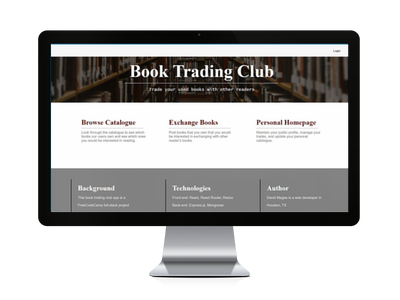 Login
Book Trading Club
Trade your used books with other readers
Browse Catalogue
Look through the catalogue to see which
books our users own and see which ones
you would be interested in reading
Exchange Books
Post books that you own that you would
be interested in exchanging with other
reader's books.
Personal Homepage
Maintain your public profile, manage your
trades, and update your personal
catalogue.
Background
This book trading club app is a
FreeCodeCamp full-stack project
Technologies
Front-end: React, React Router, Redux
Back-end: Express.js, Mongoose
Author
David Magaw is a web developer in
Houston, TX